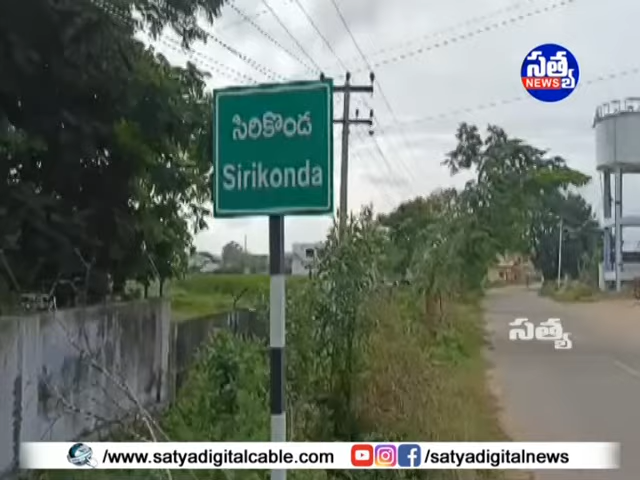 సత్య
NEWS
సిరికొండ
Sirikonda
సత్య
/www.satyadigitalcable.com/
/satyadigitalnews